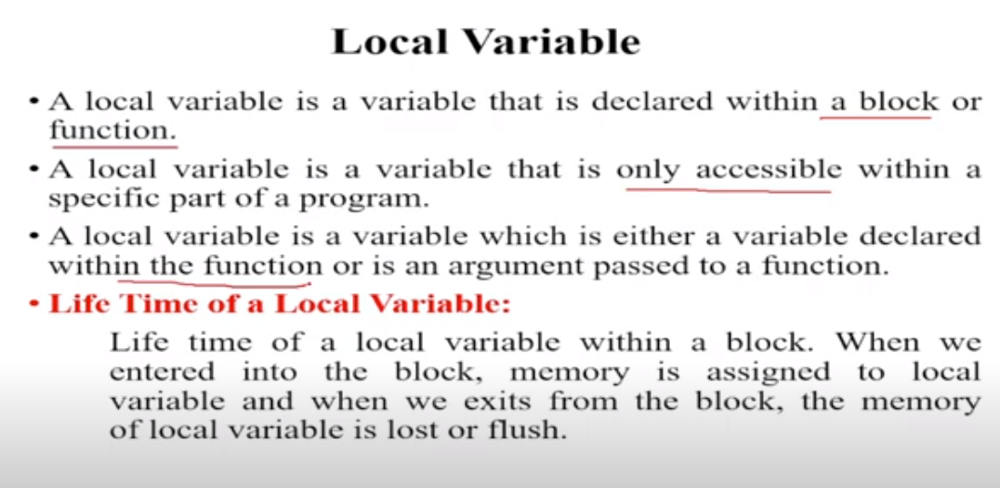 Local Variable
• A local variable is a variable that is declared within a block or
function.
• A local variable is a variable that is only accessible within a
specific part of a program.
• A local variable is a variable which is either a variable declared
within the function or is an argument passed to a function.
• Life Time of a Local Variable:
Life time of a local variable within a block. When we
entered into the block, memory is assigned to local
variable and when we exits from the block, the memory
of local variable is lost or flush.